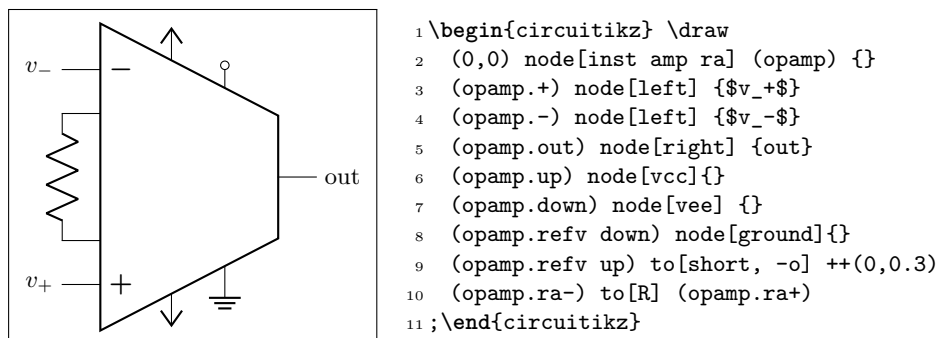 v−
−
out
v+
+
1 \begin{circuitikz} \draw
2 (0,0) node[inst amp ra] (opamp) {}
3 (opamp.+) node[left] {$v_+$}
4 (opamp.-) node[left] {$v_-$}
5 (opamp.out) node[right] {out}
6 (opamp.up) node[vcc]{}
7 (opamp.down) node[vee] {}
8 (opamp.refv down) node[ground]{}
9 (opamp.refv up) to[short, -o] ++(0,0.3)
10 (opamp.ra-) to[R] (opamp.ra+)
11 ;\end{circuitikz}